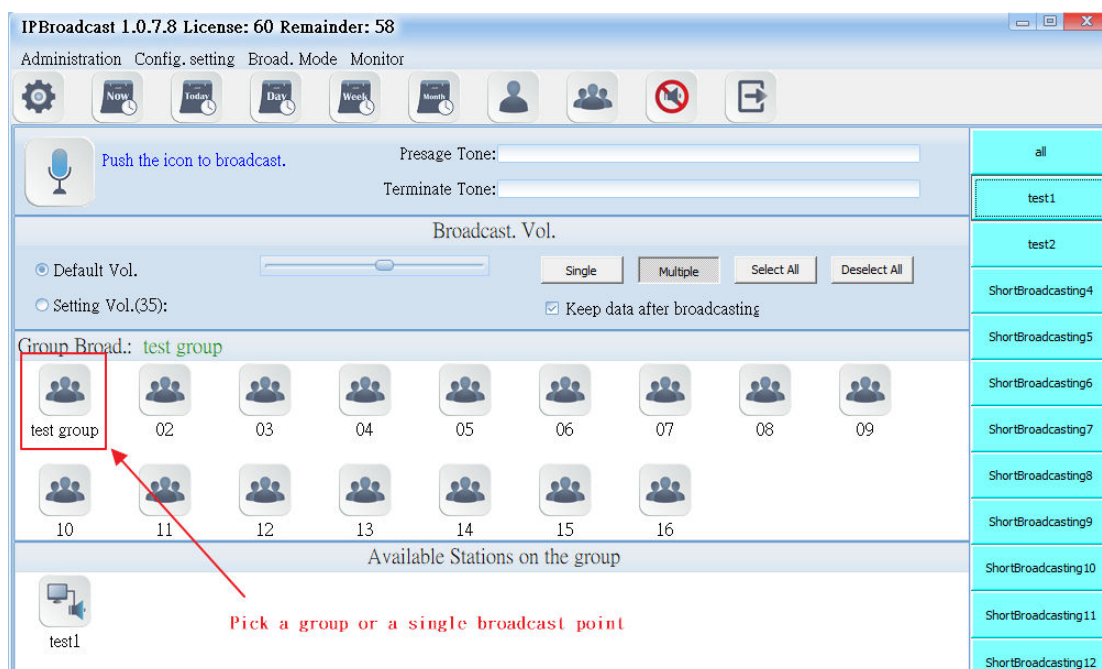 IPBroadcast 1.0.7.8 License: 60 Remainder: 58
Administration Config. setting Broad. Mode Monitor
Now Today Day Week Month
Push the icon to broadcast.
Presage Tone:
Terminate Tone:
Broadcast. Vol.
Default Vol.
Single Multiple Select All Deselect All
Setting Vol.(35):
Keep data after broadcasting
Group Broad.: test group
test group 02 03 04 05 06 07 08 09
10 11 12 13 14 15 16
Available Stations on the group
test1
Pick a group or a single broadcast point
all
test1
test2
ShortBroadcasting4
ShortBroadcasting5
ShortBroadcasting6
ShortBroadcasting7
ShortBroadcasting8
ShortBroadcasting9
ShortBroadcasting10
ShortBroadcasting11
ShortBroadcasting12